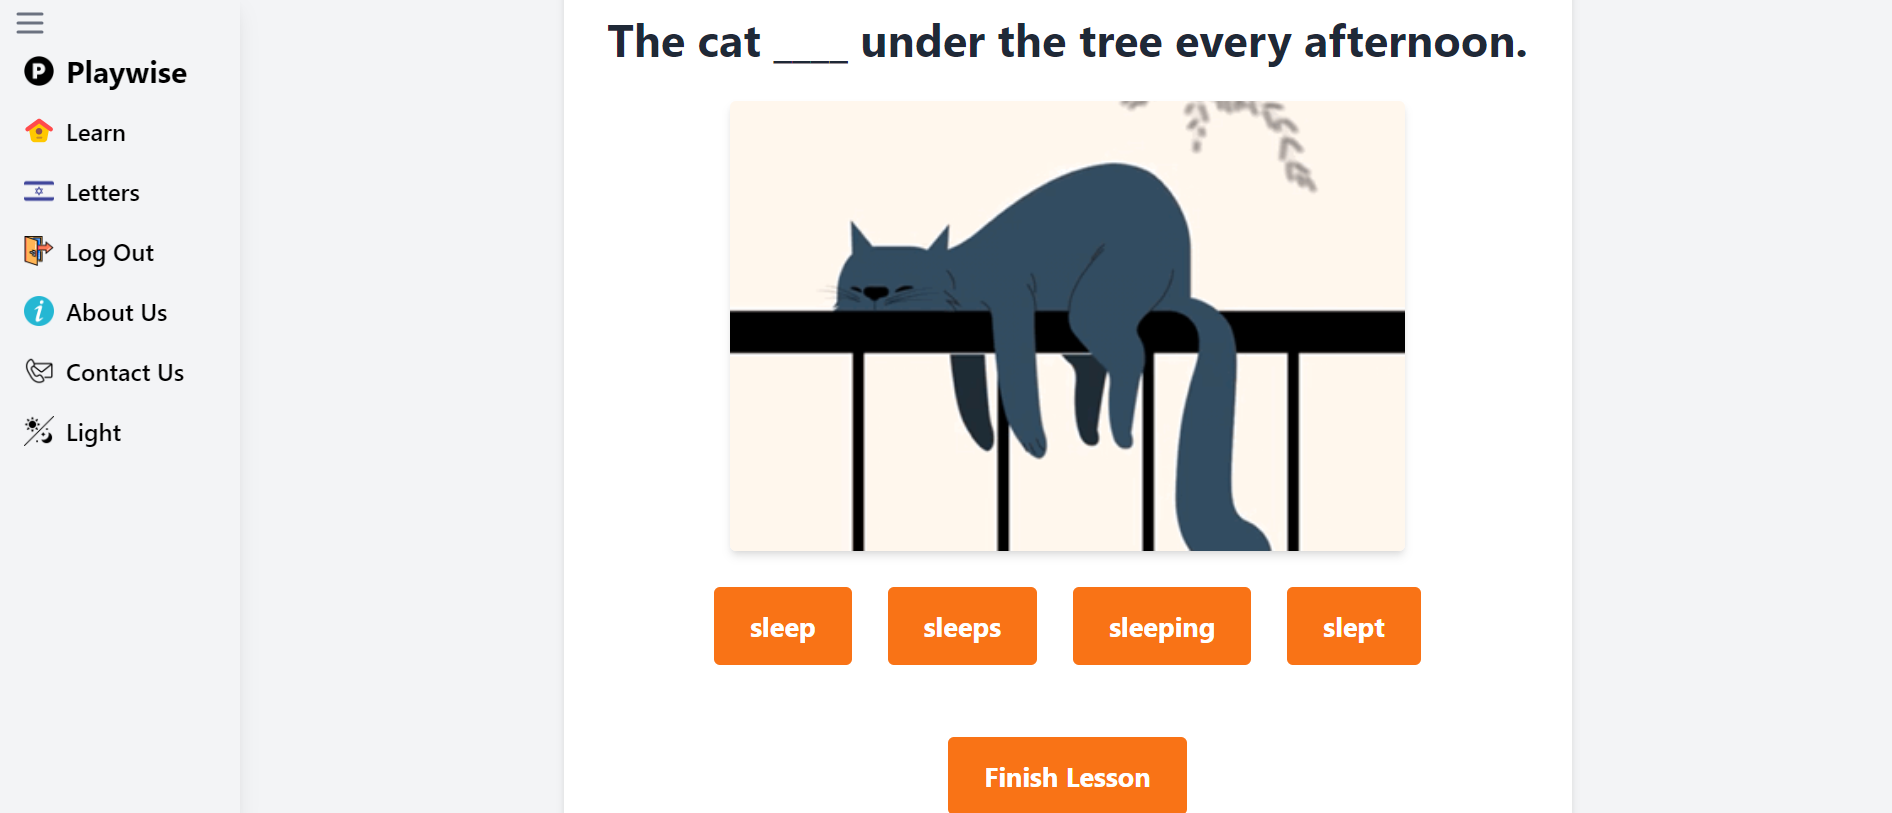 Playwise
Learn
Letters
Log Out
About Us
Contact Us
Light
The cat ____ under the tree every afternoon.
sleep
sleeps
sleeping
slept
Finish Lesson